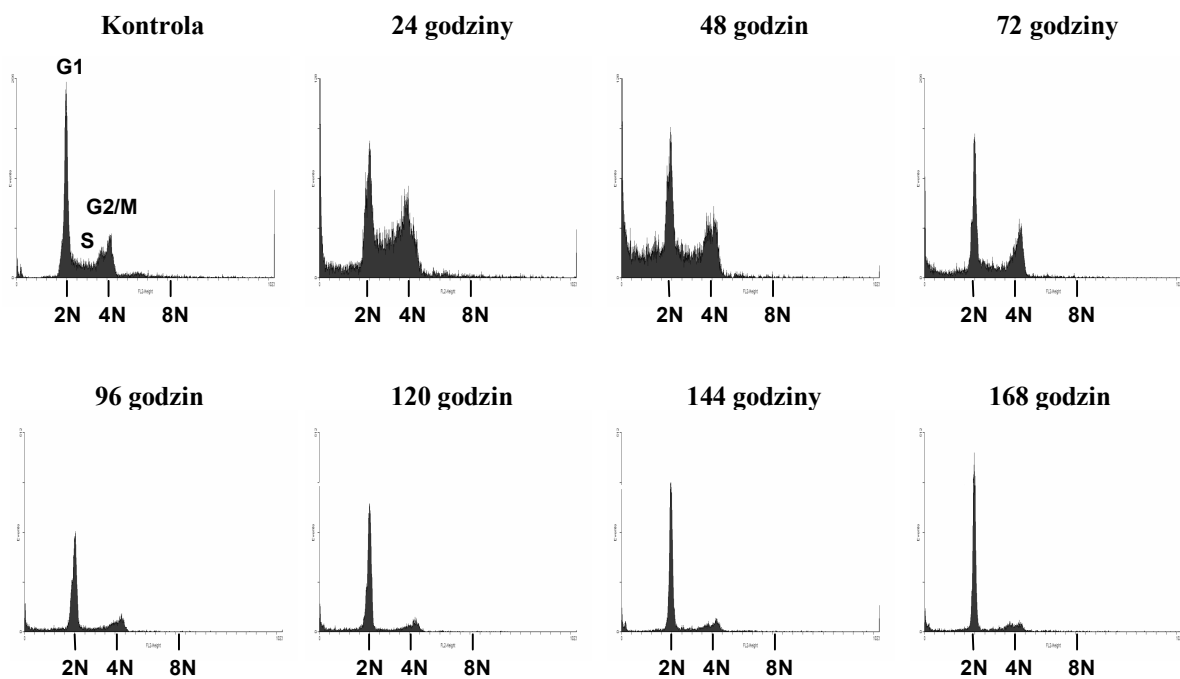 Kontrola
24 godziny
48 godzin
72 godziny
G1
G2/M
S
2N 4N 8N
2N 4N 8N
2N 4N 8N
2N 4N 8N
96 godzin
120 godzin
144 godziny
168 godzin
2N 4N 8N
2N 4N 8N
2N 4N 8N
2N 4N 8N